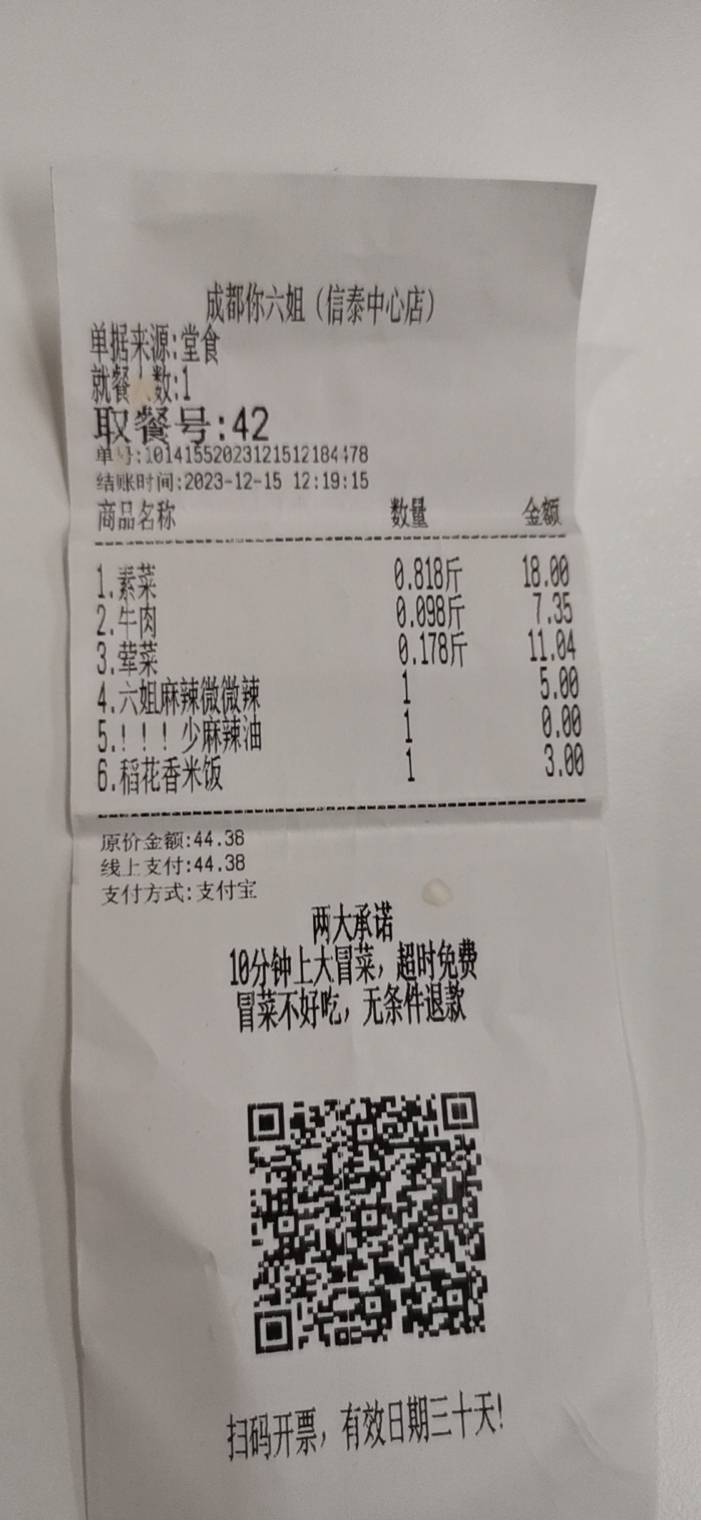 成都你六姐（信泰中心店）
单据来源:堂食
就餐 数:1
取餐号:42
单号:10141552023121512184478
结账时间:2023-12-15 12:19:15
商品名称 数量 金额
1.素菜 0.818斤 18.00
2.牛肉 0.098斤 7.35
3.荤菜 0.178斤 11.04
4.六姐麻辣微微辣 1 5.00
5.！！！少麻辣油 1 0.00
6.稻花香米饭 1 3.00
原价金额:44.38
线上支付:44.38
支付方式:支付宝
两大承诺
10分钟上大冒菜，超时免费
冒菜不好吃，无条件退款
扫码开票，有效日期三十天！